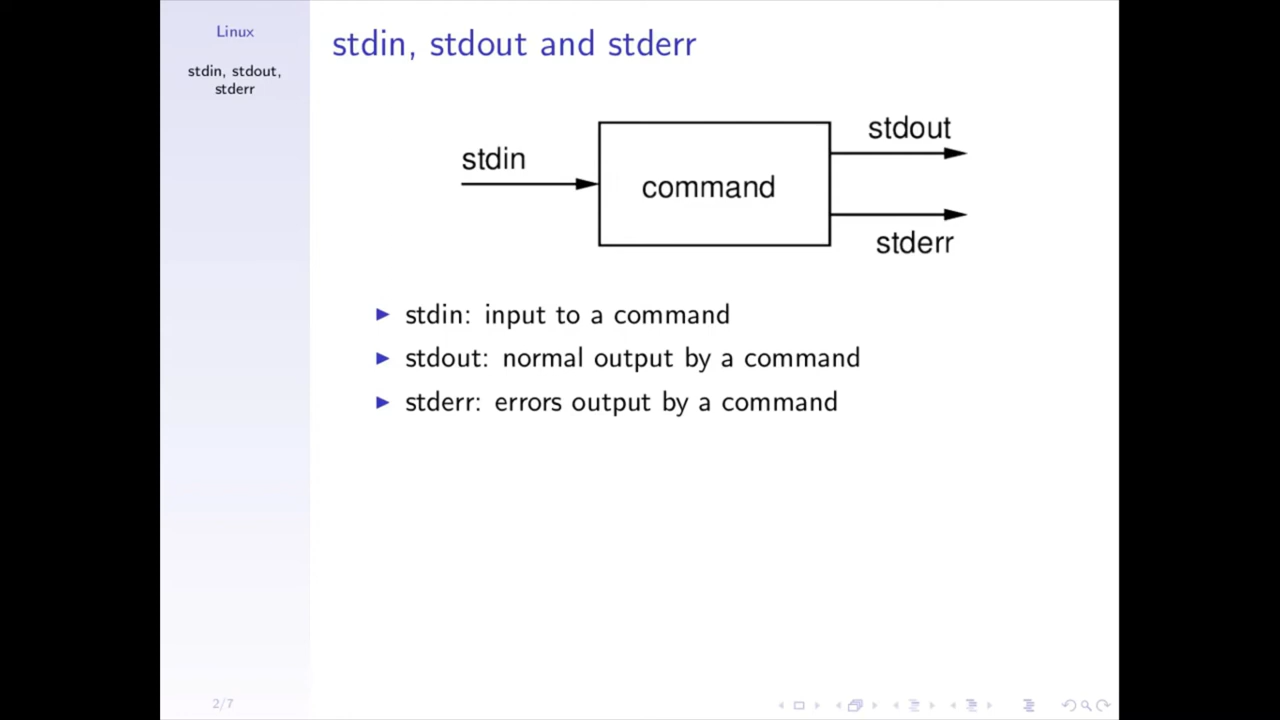 Linux
stdin, stdout,
stderr
stdin, stdout and stderr
stdin
command
stdout
stderr
stdin: input to a command
stdout: normal output by a command
stderr: errors output by a command
2/7